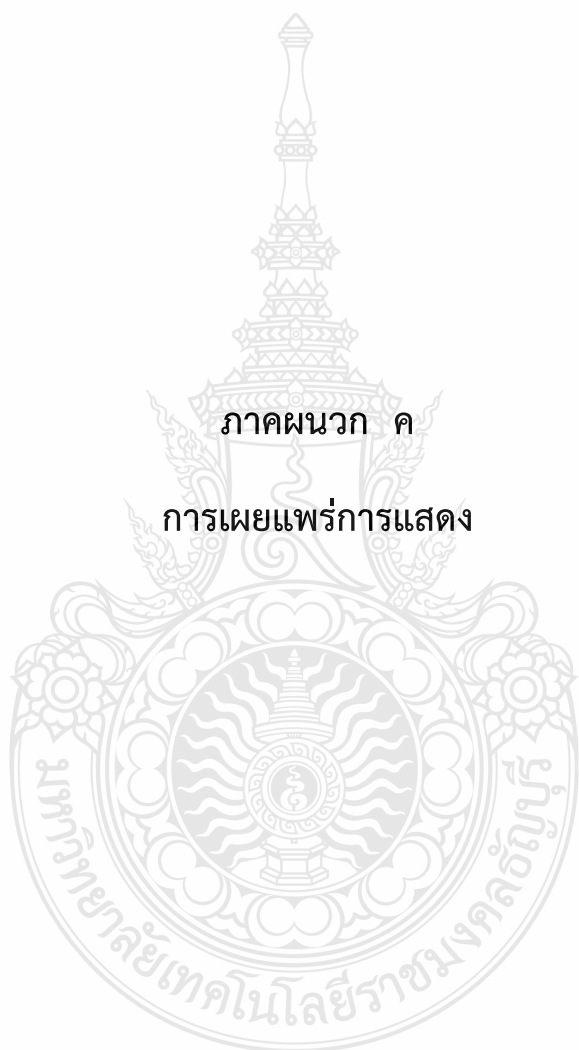 ภาคผนวก ค
การเผยแพร่การแสดง
มหาวิทยาลัยเทคโนโลยีราชมงคลธัญบุรี